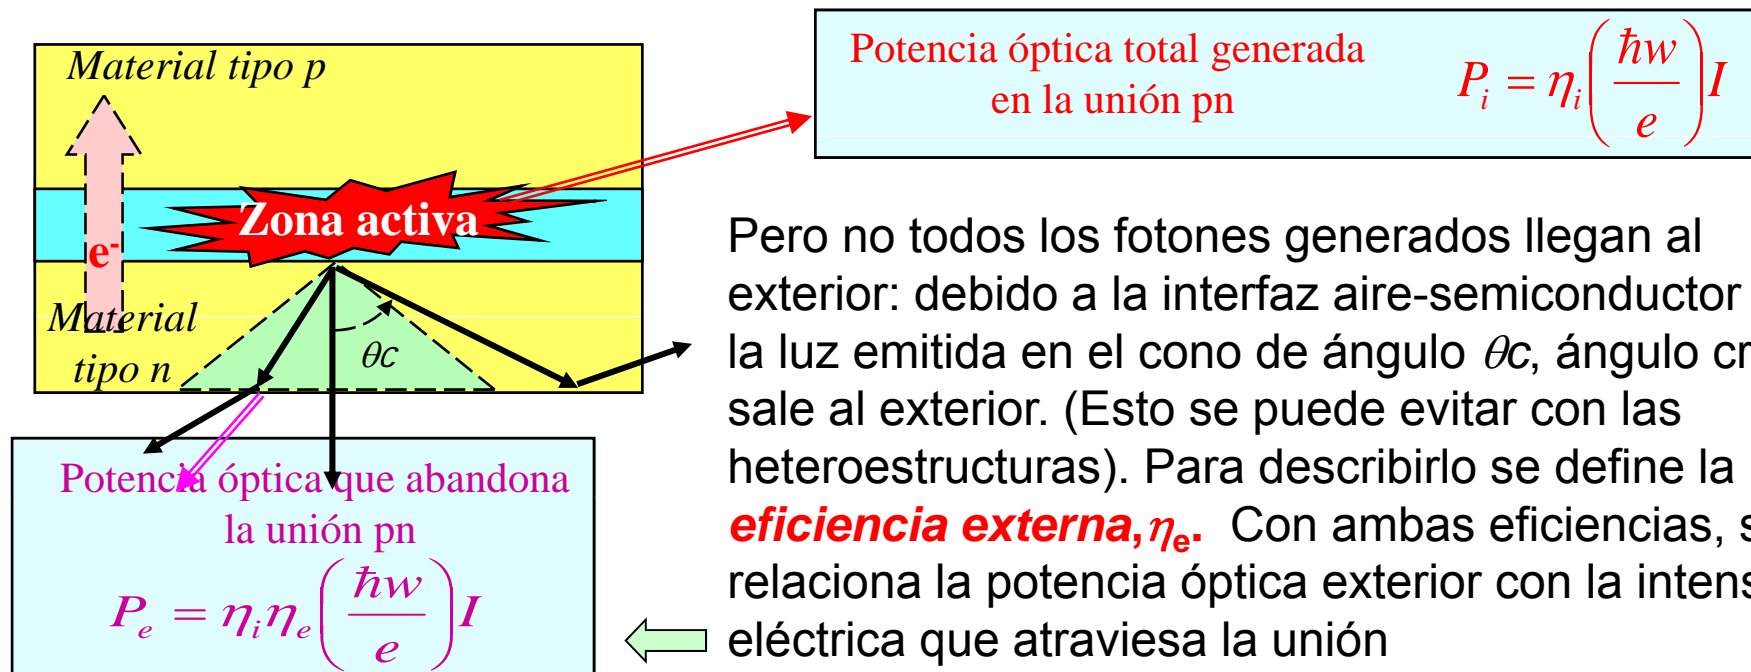 Material tipo p
Zona activa
e-
Material
tipo n
θc
Potencia óptica total generada
en la unión pn
P_i = η_i(ħw/e)I
Pero no todos los fotones generados llegan al
exterior: debido a la interfaz aire-semiconductor
la luz emitida en el cono de ángulo θc, ángulo
sale al exterior. (Esto se puede evitar con las
heteroestructuras). Para describirlo se define la
eficiencia externa,η_e. Con ambas eficiencias,
relaciona la potencia óptica exterior con la
eléctrica que atraviesa la unión
Potencia óptica que abandona
la unión pn
P_e = η_iη_e(ħw/e)I